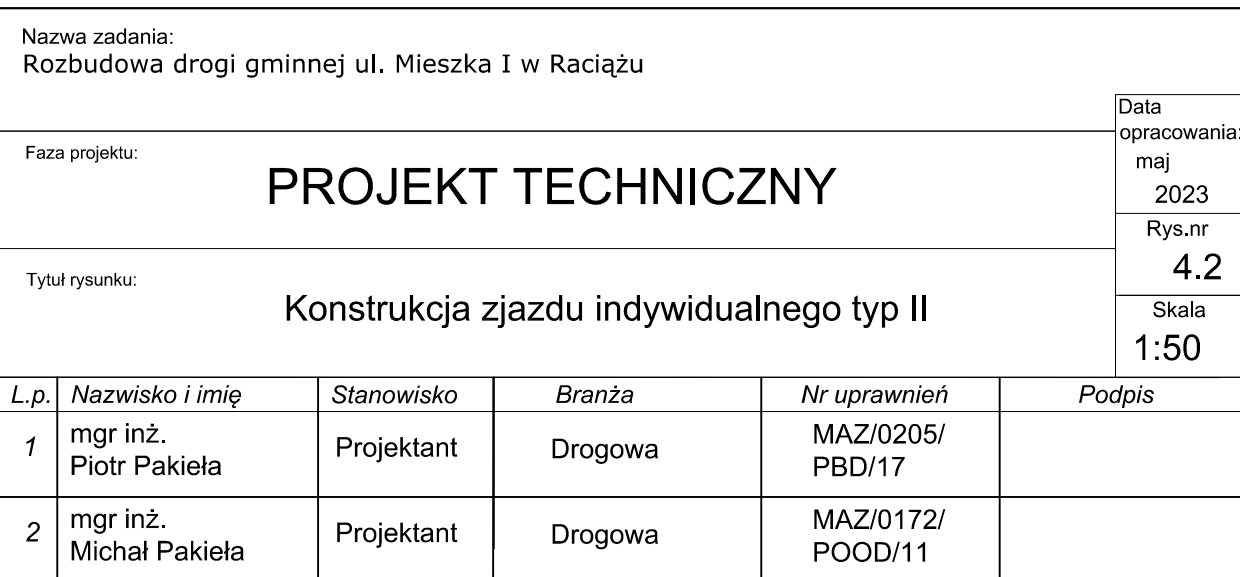 Nazwa zadania:
Rozbudowa drogi gminnej ul. Mieszka I w Raciążu
Data
opracowania:
maj
2023
Faza projektu:
PROJEKT TECHNICZNY
Rys.nr
4.2
Tytuł rysunku:
Konstrukcja zjazdu indywidualnego typ II
Skala
1:50
L.p. Nazwisko i imię Stanowisko Branża Nr uprawnień Podpis
1 mgr inż. Piotr Pakieła Projektant Drogowa MAZ/0205/ PBD/17
2 mgr inż. Michał Pakieła Projektant Drogowa MAZ/0172/ POOD/11